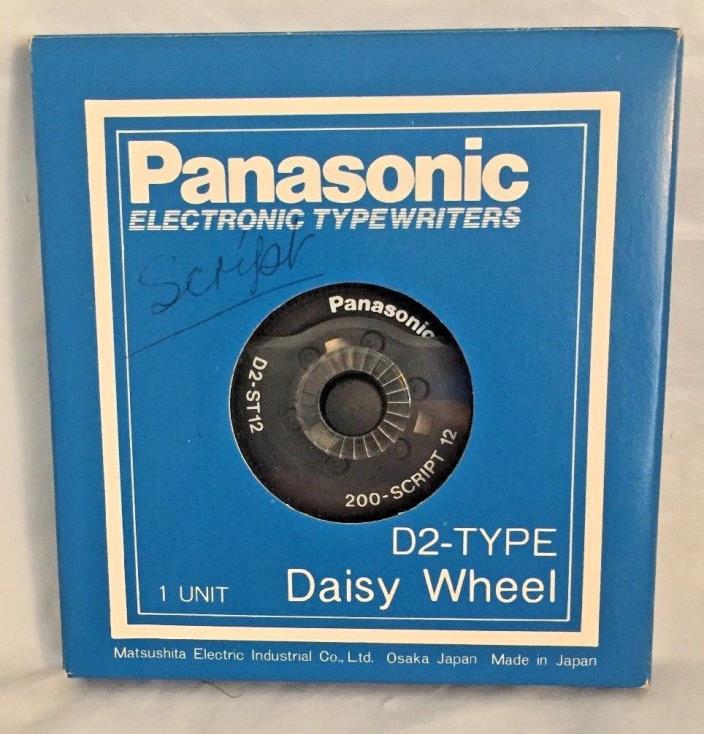 Panasonic
ELECTRONIC TYPEWRITERS
Script
Panasonic
D2-ST12
200-SCRIPT 12
D2-TYPE
1 UNIT Daisy Wheel
Matsushita Electric Industrial Co., Ltd. Osaka Japan Made in Japan